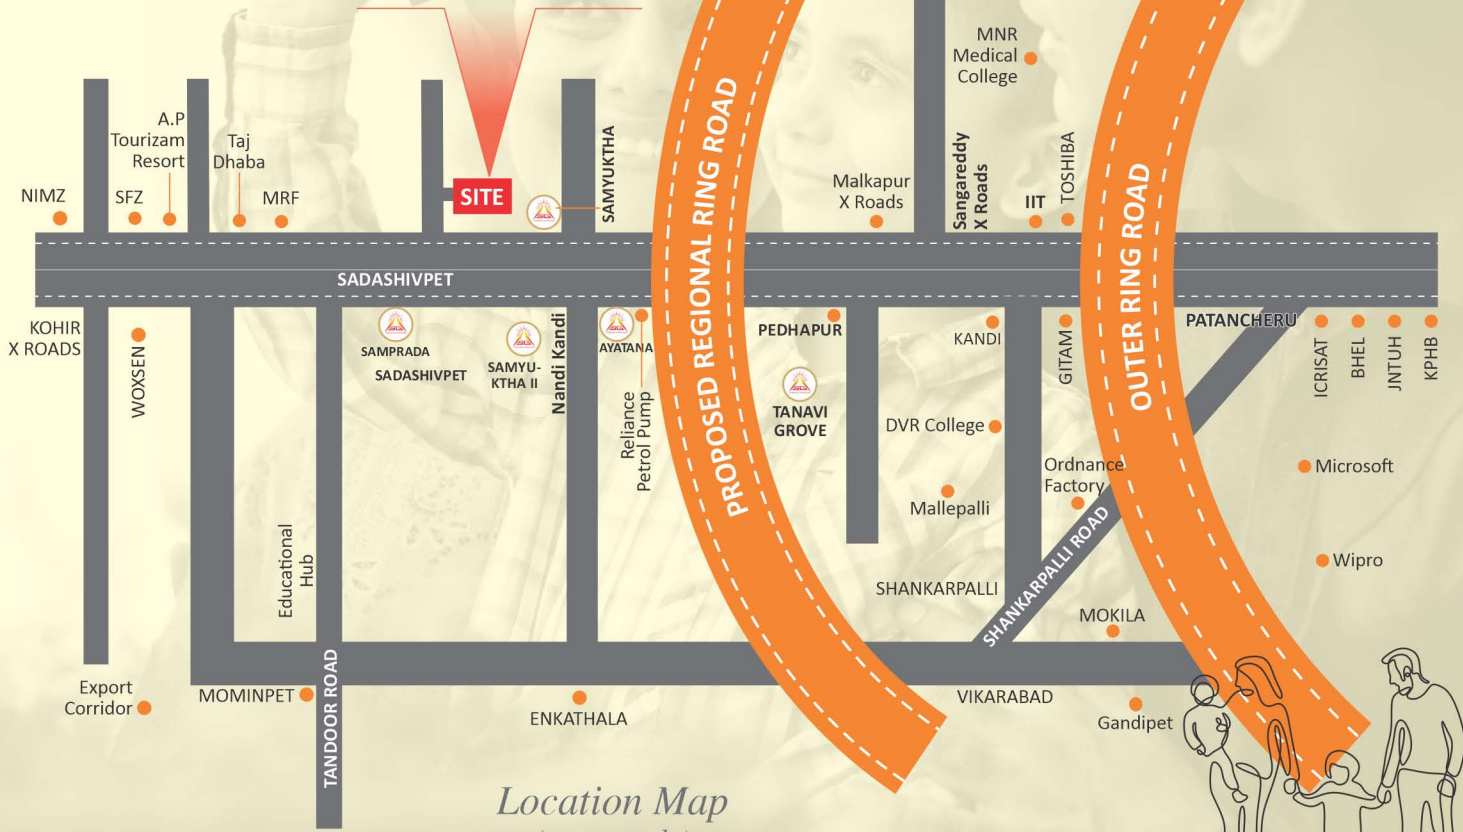 MNR
Medical
College
A.P
Tourizam
Resort
Taj
Dhaba
NIMZ
SFZ
MRF
SITE
SAMYUKTHA
PROPOSED REGIONAL RING ROAD
Malkapur
X Roads
Sangareddy
X Roads
IIT
TOSHIBA
OUTER RING ROAD
SADASHIVPET
KOHIR
X ROADS
WOXSEN
SAMPRADA
SADASHIVPET
SAMYU-
KTHA II
Nandi Kandi
AYATANA
Reliance
Petrol Pump
PEDHAPUR
TANAVI
GROVE
KANDI
GITAM
PATANCHERU
ICRISAT
BHEL
JNTUH
KPHB
DVR College
Mallepalli
Ordnance
Factory
Microsoft
Wipro
Educational
Hub
SHANKARPALLI
SHANKARPALLI ROAD
MOKILA
Export
Corridor
MOMINPET
TANDOOR ROAD
ENKATHALA
VIKARABAD
Gandipet
Location Map